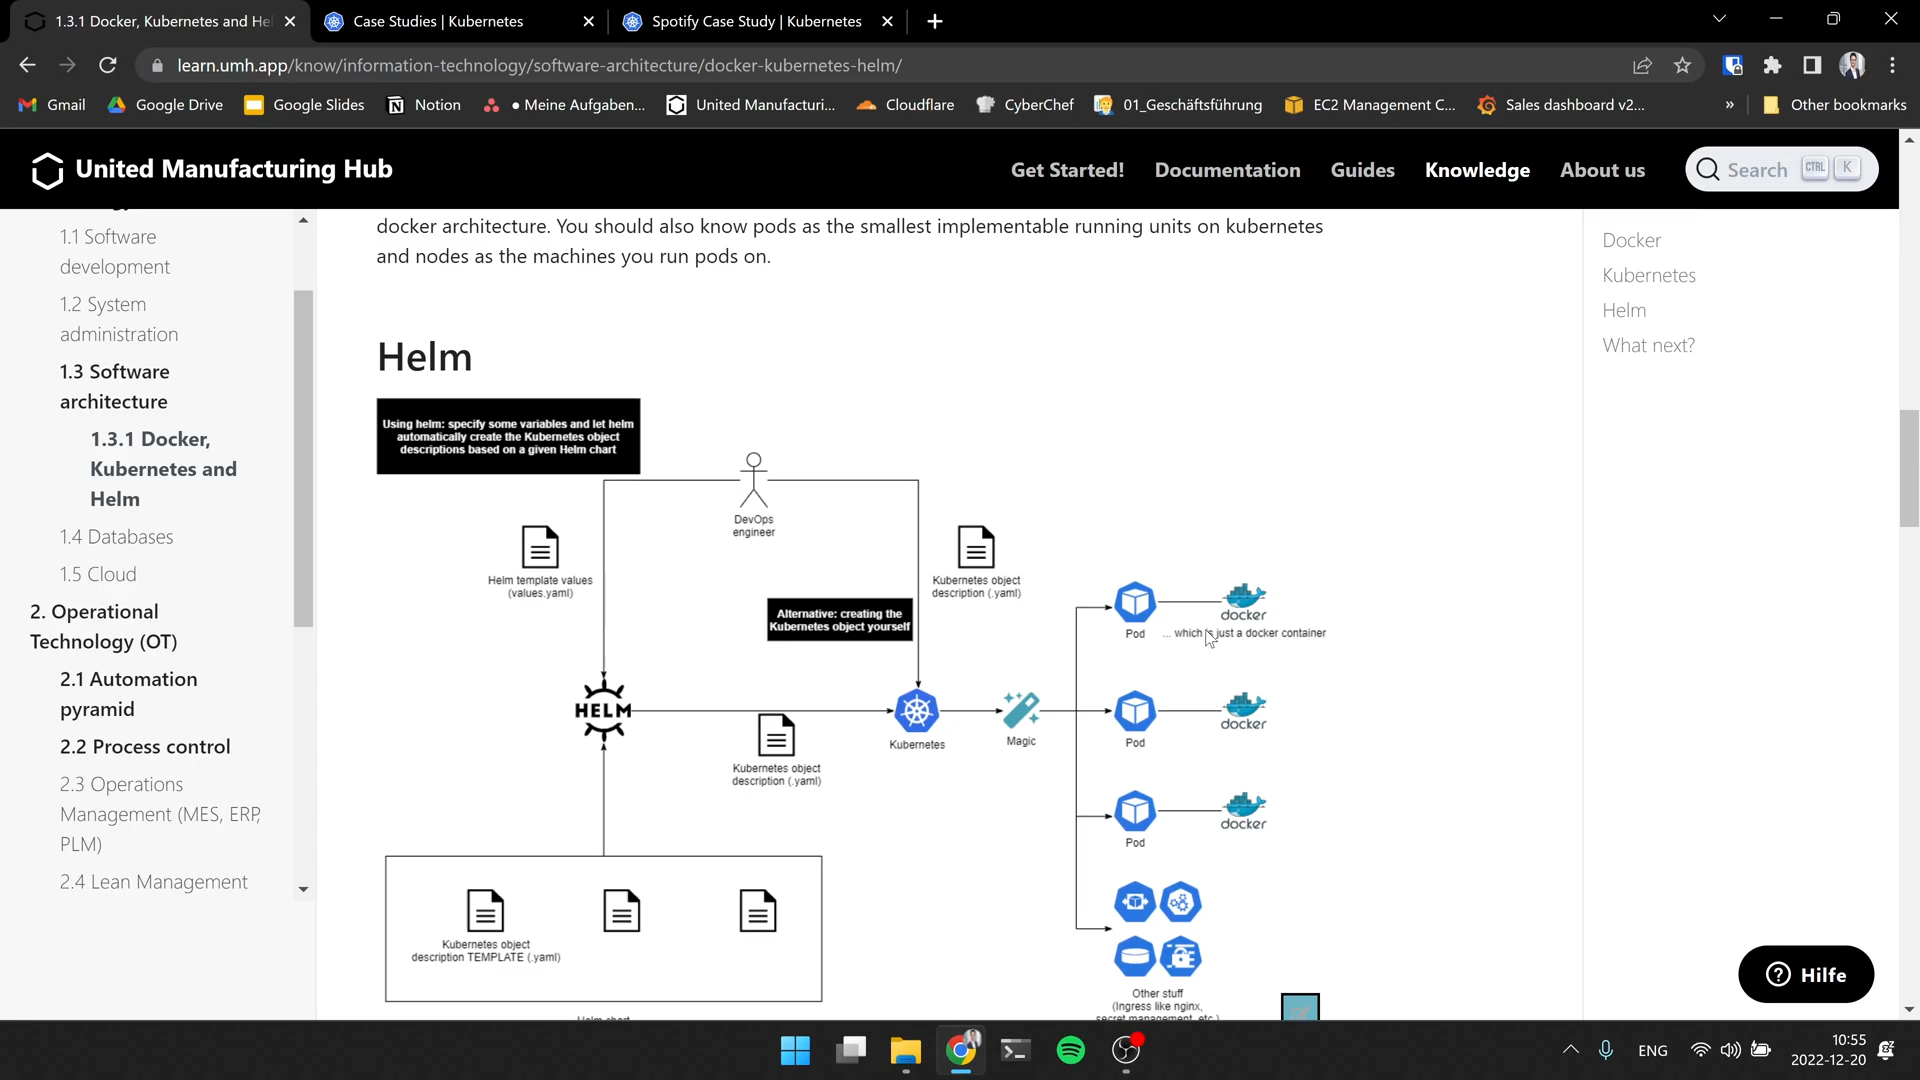 1.3.1 Docker, Kubernetes and Hel
Case Studies | Kubernetes
Spotify Case Study | Kubernetes
learn.umh.app/know/information-technology/software-architecture/docker-kubernetes-helm/
Gmail
Google Drive
Google Slides
Notion
• Meine Aufgaben...
United Manufacturi...
Cloudflare
CyberChef
01_Geschäftsführung
EC2 Management C...
Sales dashboard v2...
»
Other bookmarks
United Manufacturing Hub
Get Started!
Documentation
Guides
Knowledge
About us
Search
CTRL
K
1.1 Software
development
1.2 System
administration
1.3 Software
architecture
1.3.1 Docker,
Kubernetes and
Helm
1.4 Databases
1.5 Cloud
2. Operational
Technology (OT)
2.1 Automation
pyramid
2.2 Process control
2.3 Operations
Management (MES, ERP,
PLM)
2.4 Lean Management
docker architecture. You should also know pods as the smallest implementable running units on kubernetes
and nodes as the machines you run pods on.
Helm
Using helm: specify some variables and let helm
automatically create the Kubernetes object
descriptions based on a given Helm chart
DevOps
engineer
Helm template values
(values.yaml)
Kubernetes object
description (.yaml)
Alternative: creating the
Kubernetes object yourself
Pod
docker
... which is just a docker container
HELM
Kubernetes object
description (.yaml)
Kubernetes
Magic
Pod
docker
Pod
docker
Kubernetes object
description TEMPLATE (.yaml)
Helm chart
Other stuff
(Ingress like nginx,
secret management, etc.)
Docker
Kubernetes
Helm
What next?
Hilfe
ENG
10:55
2022-12-20